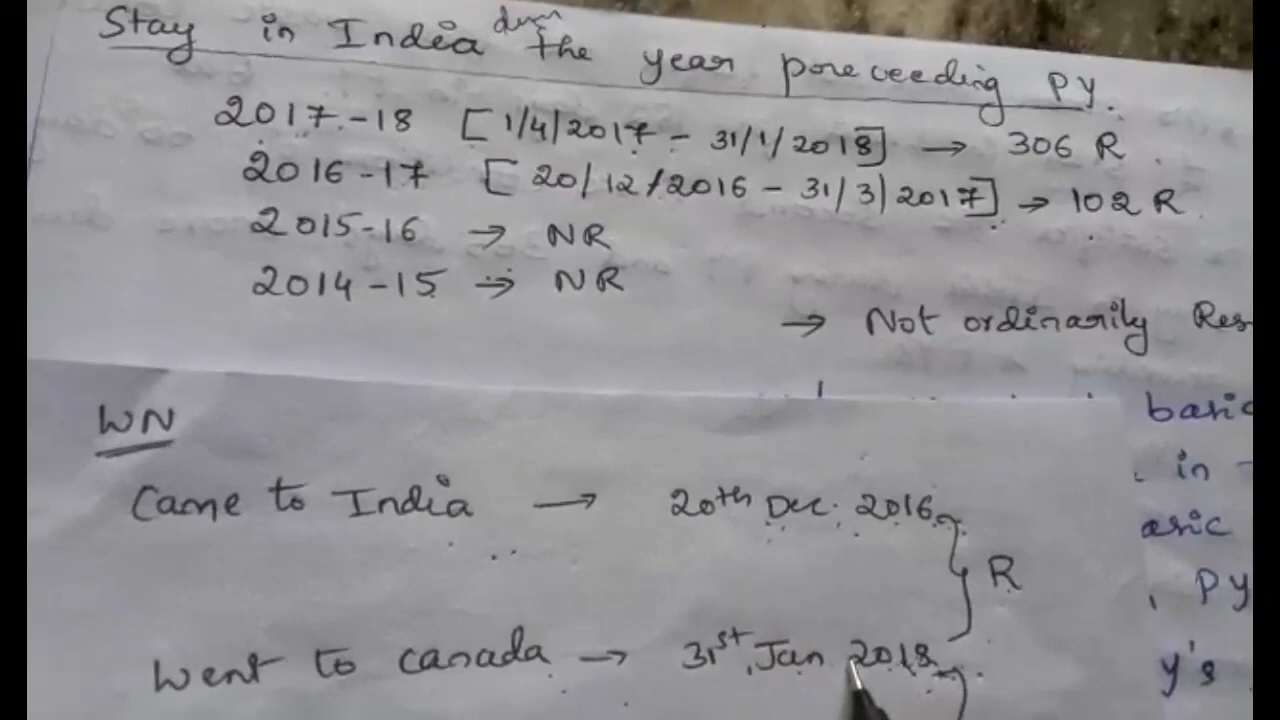 Stay in India during the year preceeding PY.
2017-18 [1/4/2017 - 31/1/2018] → 306 R
2016-17 [20/12/2016 - 31/3/2017] → 102 R
2015-16 → NR
2014-15 → NR
→ Not ordinarily Res
basic
WN
in
Came to India → 20th Dec. 2016
asic
R
PY
Went to canada → 31st Jan 2018
y's